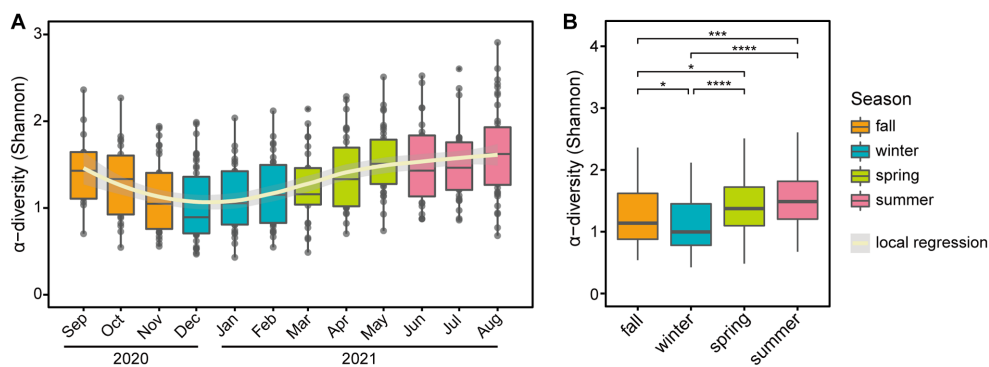 A
α−diversity (Shannon)
3
2
1
0
Sep Oct Nov Dec Jan Feb Mar Apr May Jun Jul Aug
2020 2021
B
α−diversity (Shannon)
4
3
2
1
0
***
****
*
* ****
fall winter spring summer
Season
fall
winter
spring
summer
local regression